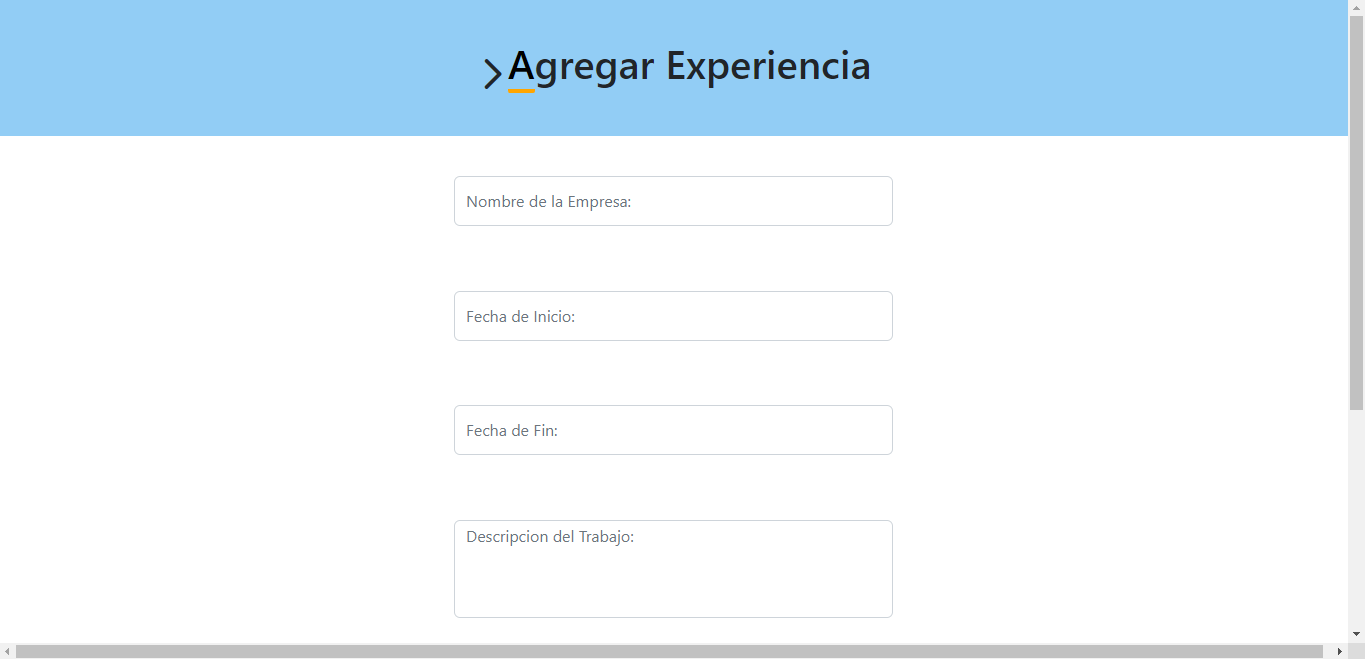 Agregar Experiencia
Nombre de la Empresa:
Fecha de Inicio:
Fecha de Fin:
Descripcion del Trabajo: